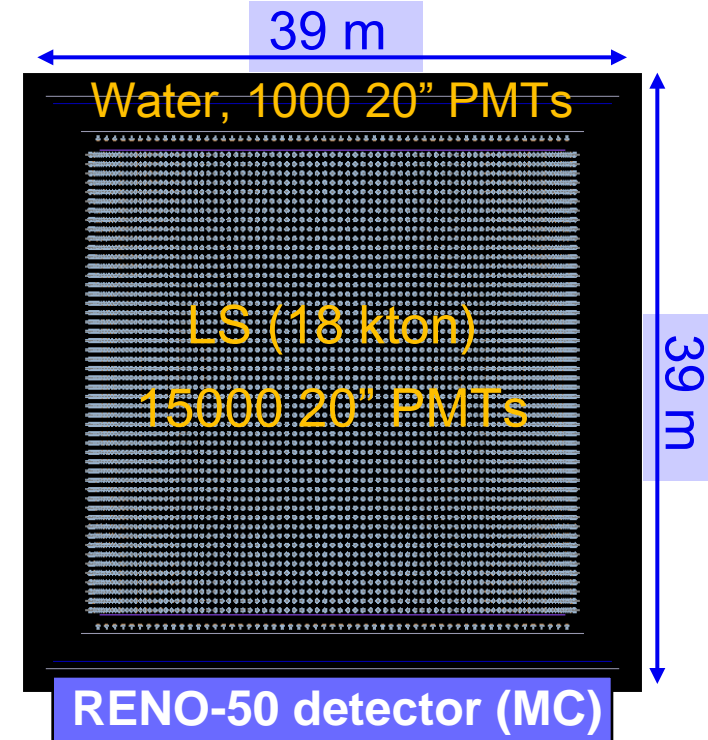 39 m
Water, 1000 20” PMTs
LS (18 kton)
15000 20” PMTs
39 m
RENO-50 detector (MC)